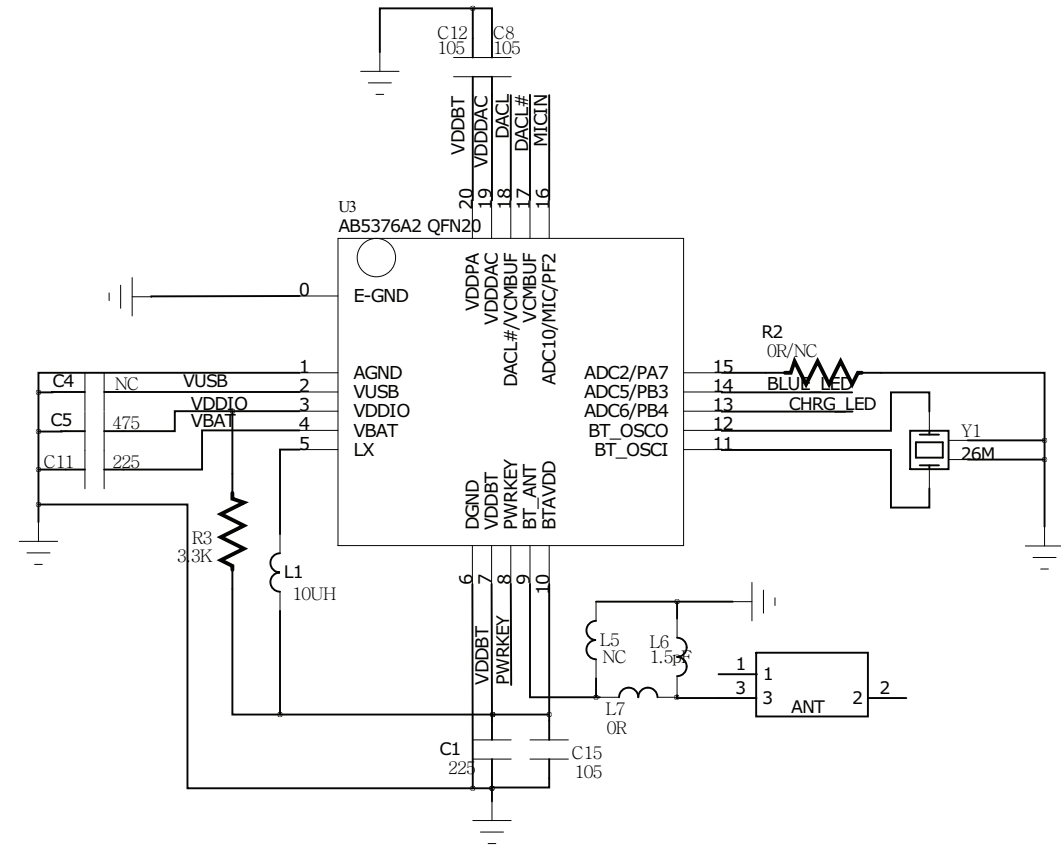 C12 C8
105 105
VDDBT
VDDDAC
DACL
DACL#
MICIN
20
19
18
17
16
U3
AB5376A2 QFN20
VDDPA
VDDDAC
DACL#/VCMBUF
VCMBUF
ADC10/MIC/PF2
0 E-GND
R2
0R/NC
1 AGND
C4 NC VUSB 2 VUSB
VDDIO 3 VDDIO
C5 475 VBAT 4 VBAT
C11 225 5 LX
ADC2/PA7 15
ADC5/PB3 14 BLUE_LED
ADC6/PB4 13 CHRG_LED
BT_OSCO 12
BT_OSCI 11
Y1
26M
DGND
VDDBT
PWRKEY
BT_ANT
BTAVDD
6
7
8
9
10
R3
3.3K
L1
10UH
VDDBT
PWRKEY
L5
NC
L6
1.5pF
L7
0R
1 1
3 3
2 2
ANT
C1
225
C15
105